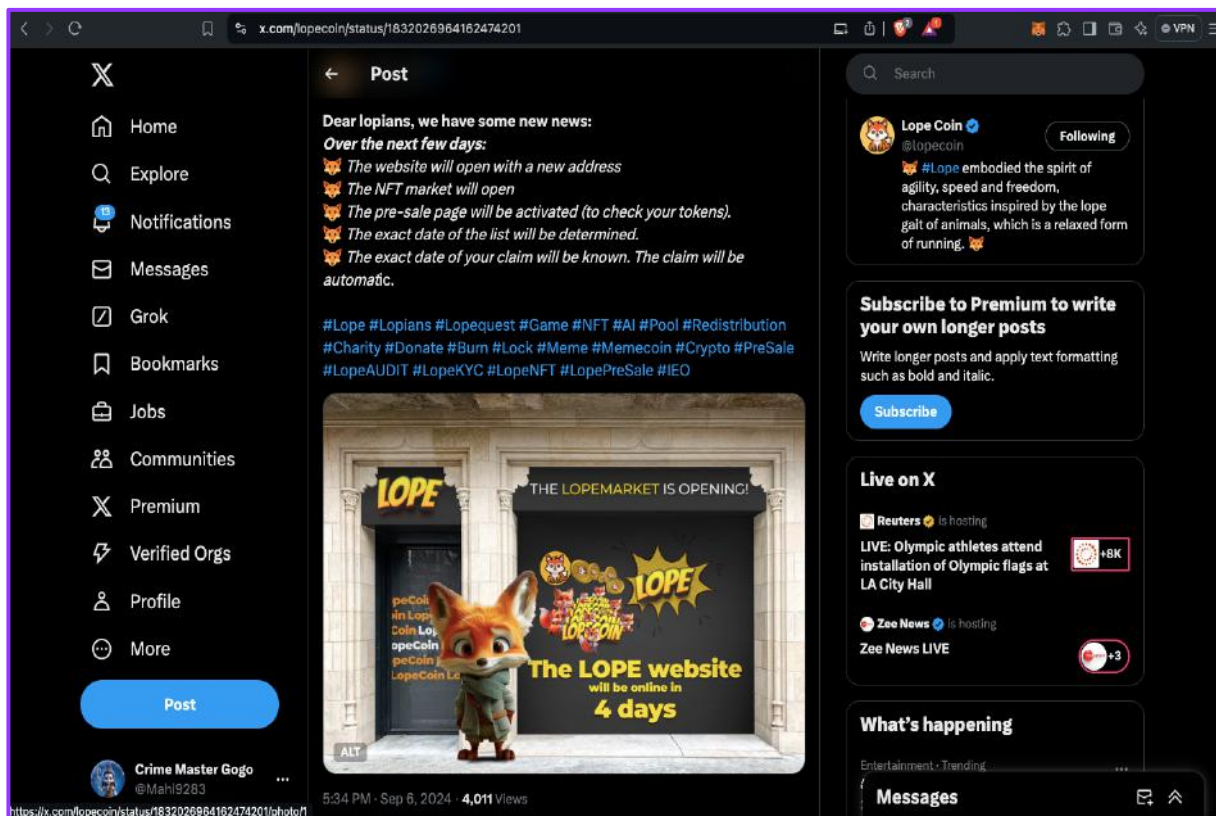 x.com/lopecoin/status/1832026964162474201
VPN
Home
Explore
13
Notifications
Messages
Grok
Bookmarks
Jobs
Communities
Premium
Verified Orgs
Profile
More
Post
Crime Master Gogo
@Mahl9283
https://x.com/lopecoin/status/1832026964162474201/photo/1
Post
Dear lopians, we have some new news:
Over the next few days:
🦊 The website will open with a new address
🦊 The NFT market will open
🦊 The pre-sale page will be activated (to check your tokens).
🦊 The exact date of the list will be determined.
🦊 The exact date of your claim will be known. The claim will be
automatic.
#Lope #Lopians #Lopequest #Game #NFT #AI #Pool #Redistribution
#Charity #Donate #Burn #Lock #Meme #Memecoin #Crypto #PreSale
#LopeAUDIT #LopeKYC #LopeNFT #LopePreSale #IEO
LOPE
THE LOPEMARKET IS OPENING!
LOPE
LOPECOIN
The LOPE website
will be online in
4 days
ALT
5:34 PM · Sep 6, 2024 · 4,011 Views
Search
Lope Coin
@lopecoin
Following
🦊 #Lope embodied the spirit of
agility, speed and freedom,
characteristics inspired by the lope
gait of animals, which is a relaxed form
of running. 🦊
Subscribe to Premium to write
your own longer posts
Write longer posts and apply text formatting
such as bold and italic.
Subscribe
Live on X
Reuters is hosting
LIVE: Olympic athletes attend
installation of Olympic flags at
LA City Hall
+8K
Zee News is hosting
Zee News LIVE
+3
What's happening
Entertainment · Trending
Messages